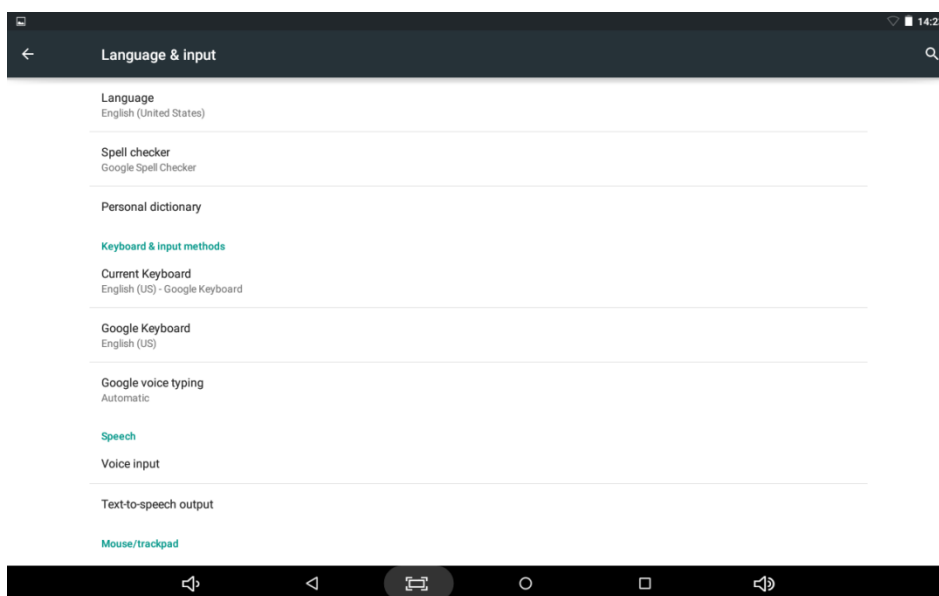 14:2
Language & input
Language
English (United States)
Spell checker
Google Spell Checker
Personal dictionary
Keyboard & input methods
Current Keyboard
English (US) - Google Keyboard
Google Keyboard
English (US)
Google voice typing
Automatic
Speech
Voice input
Text-to-speech output
Mouse/trackpad